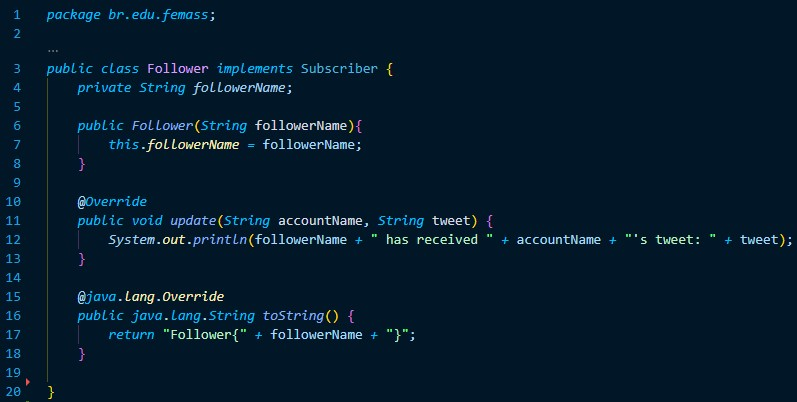 1 package br.edu.femass;
2
...
3 public class Follower implements Subscriber {
4     private String followerName;
5
6     public Follower(String followerName){
7         this.followerName = followerName;
8     }
9
10     @Override
11     public void update(String accountName, String tweet) {
12         System.out.println(followerName + " has received " + accountName + "'s tweet: " + tweet);
13     }
14
15     @java.lang.Override
16     public java.lang.String toString() {
17         return "Follower{" + followerName + "}";
18     }
19
20 }